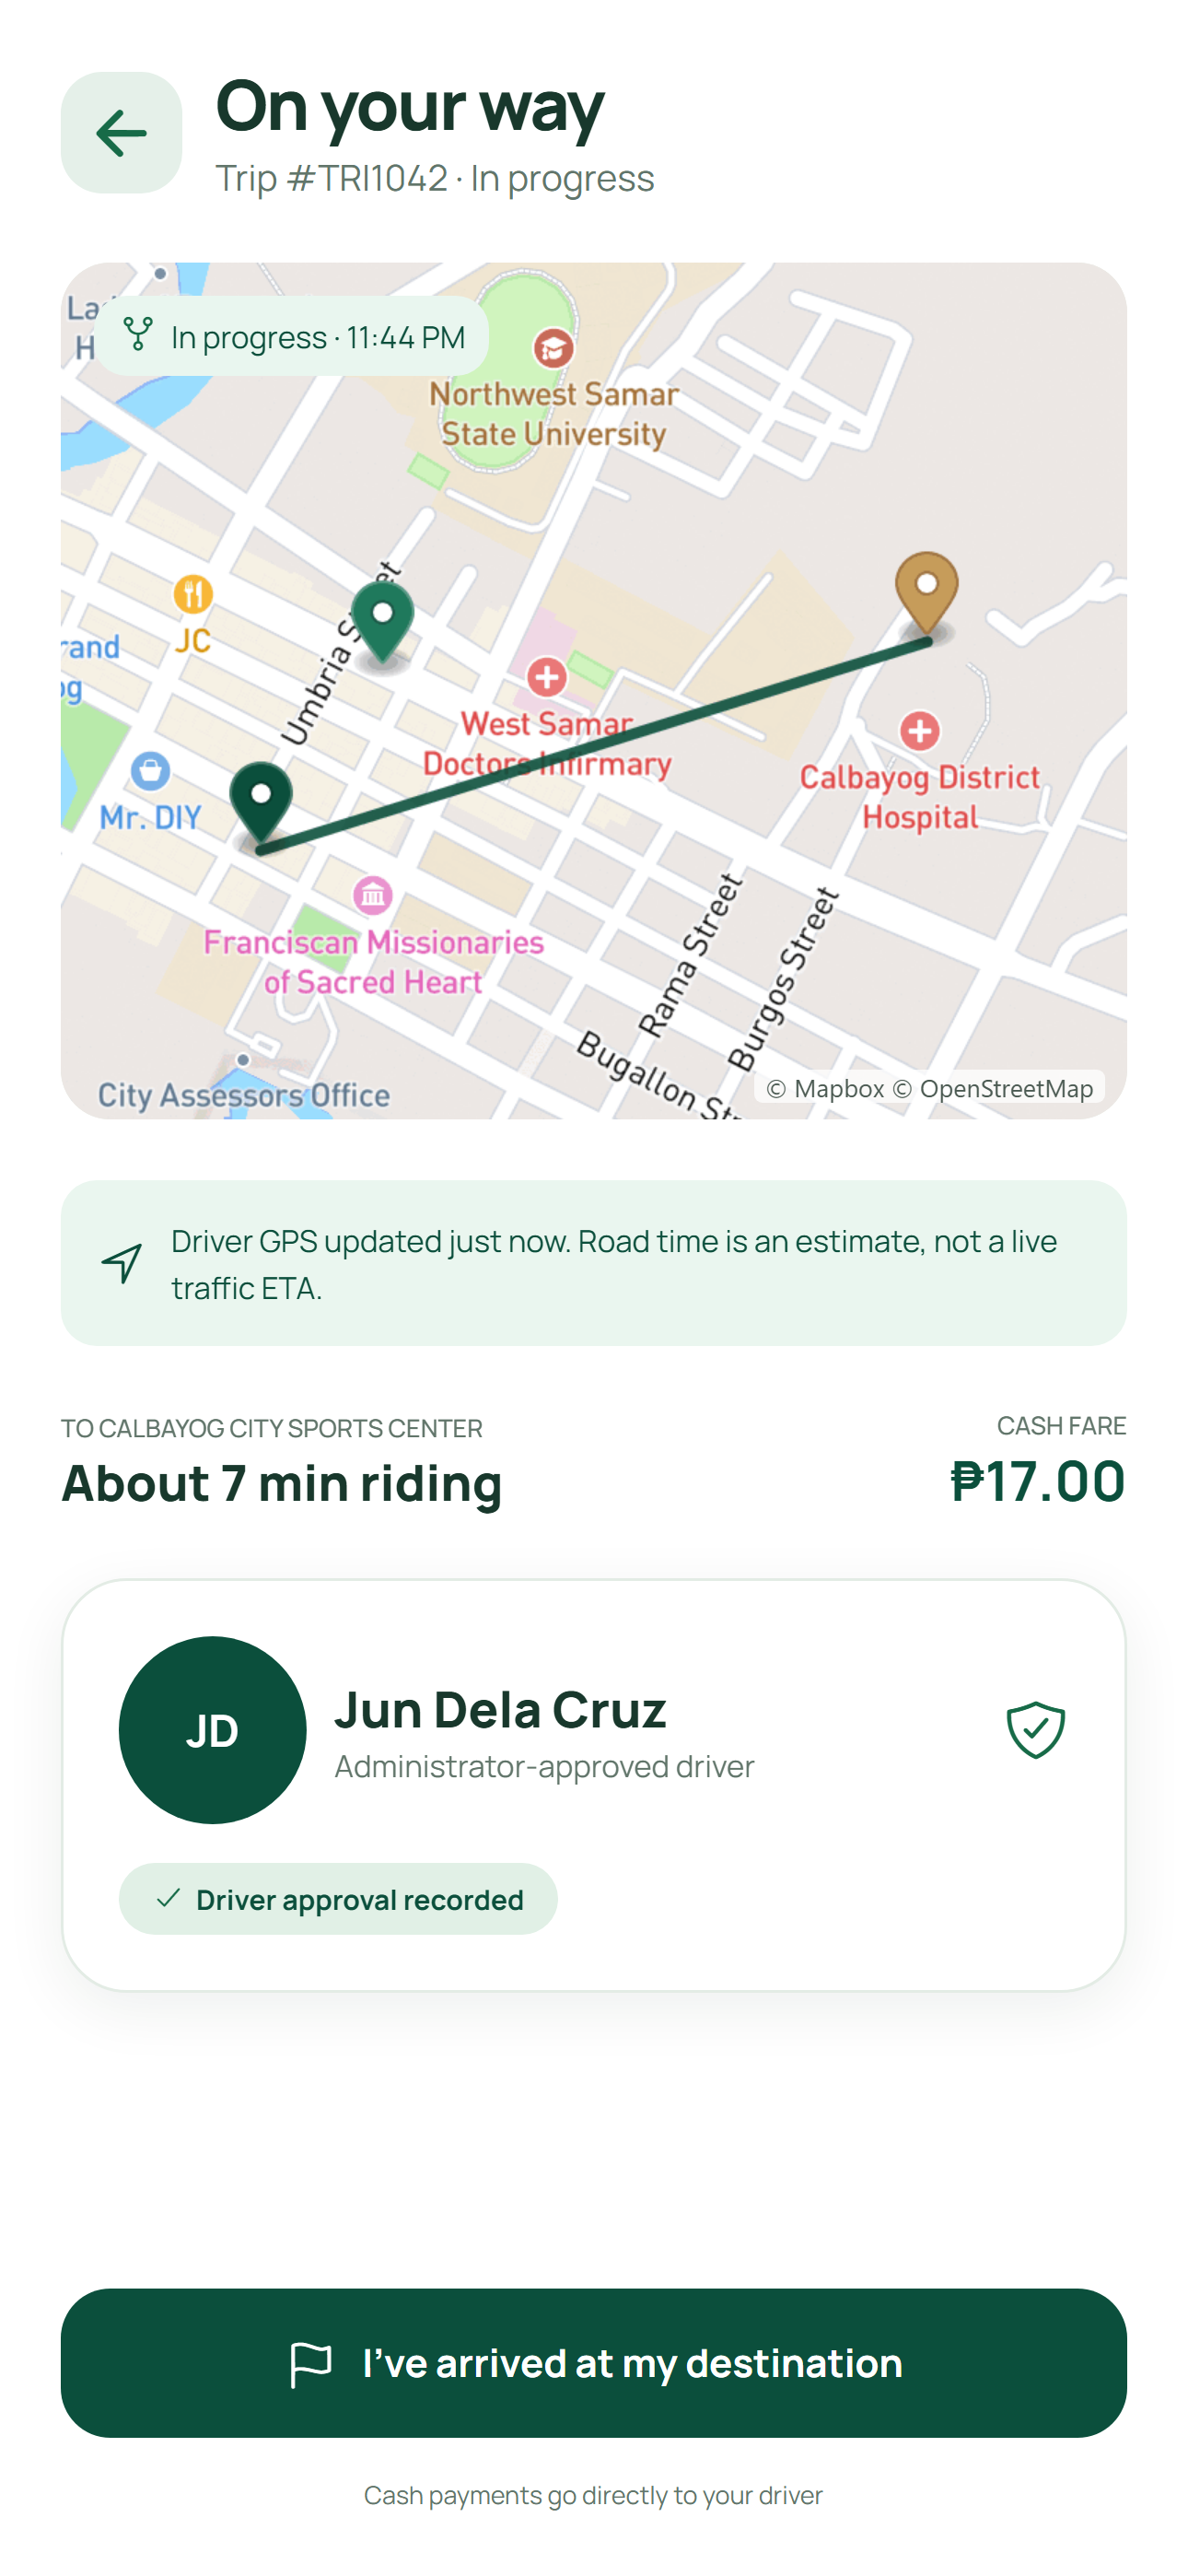 On your way
Trip #TRI1042 · In progress
In progress · 11:44 PM
Northwest Samar
State University
JC
Umbria
West Samar
Doctors Infirmary
Mr. DIY
Calbayog District
Hospital
Franciscan Missionaries
of Sacred Heart
Rama Street
Burgos Street
Bugallon
City Assessors Office
© Mapbox © OpenStreetMap
Driver GPS updated just now. Road time is an estimate, not a live
traffic ETA.
TO CALBAYOG CITY SPORTS CENTER
About 7 min riding
CASH FARE
₱17.00
JD
Jun Dela Cruz
Administrator-approved driver
Driver approval recorded
I've arrived at my destination
Cash payments go directly to your driver